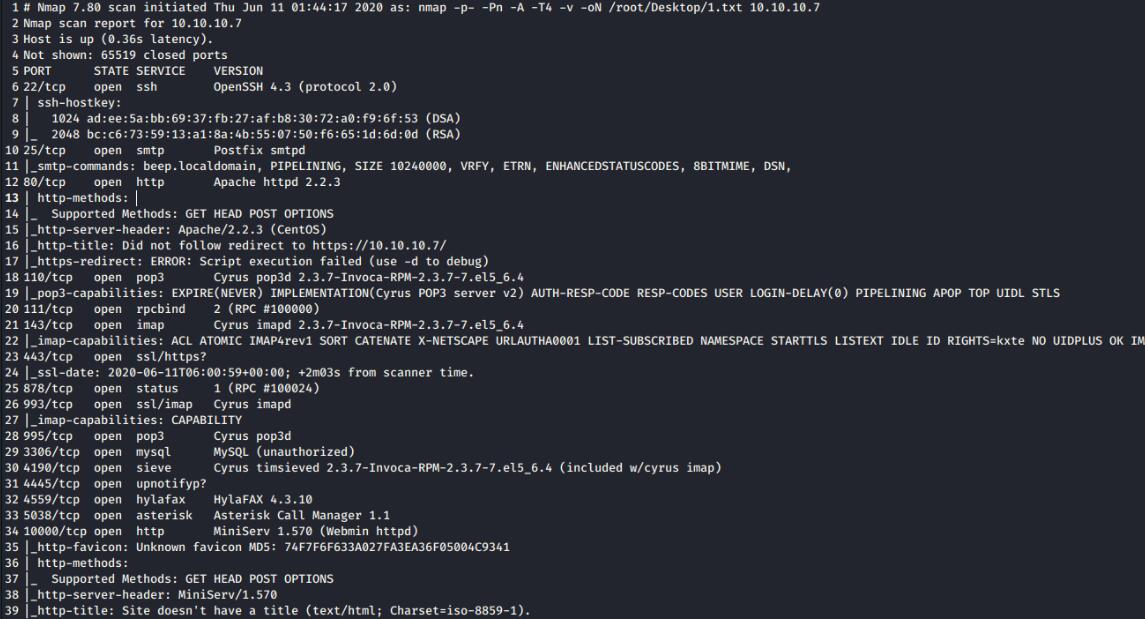 1 # Nmap 7.80 scan initiated Thu Jun 11 01:44:17 2020 as: nmap -p- -Pn -A -T4 -v -oN /root/Desktop/1.txt 10.10.10.7
2 Nmap scan report for 10.10.10.7
3 Host is up (0.36s latency).
4 Not shown: 65519 closed ports
5 PORT      STATE SERVICE    VERSION
6 22/tcp    open  ssh        OpenSSH 4.3 (protocol 2.0)
7 | ssh-hostkey:
8 |   1024 ad:ee:5a:bb:69:37:fb:27:af:b8:30:72:a0:f9:6f:53 (DSA)
9 |_  2048 bc:c6:73:59:13:a1:8a:4b:55:07:50:f6:65:1d:6d:0d (RSA)
10 25/tcp    open  smtp       Postfix smtpd
11 |_smtp-commands: beep.localdomain, PIPELINING, SIZE 10240000, VRFY, ETRN, ENHANCEDSTATUSCODES, 8BITMIME, DSN,
12 80/tcp    open  http       Apache httpd 2.2.3
13 | http-methods:
14 |_  Supported Methods: GET HEAD POST OPTIONS
15 |_http-server-header: Apache/2.2.3 (CentOS)
16 |_http-title: Did not follow redirect to https://10.10.10.7/
17 |_https-redirect: ERROR: Script execution failed (use -d to debug)
18 110/tcp   open  pop3       Cyrus pop3d 2.3.7-Invoca-RPM-2.3.7-7.el5_6.4
19 |_pop3-capabilities: EXPIRE(NEVER) IMPLEMENTATION(Cyrus POP3 server v2) AUTH-RESP-CODE RESP-CODES USER LOGIN-DELAY(0) PIPELINING APOP TOP UIDL STLS
20 111/tcp   open  rpcbind    2 (RPC #100000)
21 143/tcp   open  imap       Cyrus imapd 2.3.7-Invoca-RPM-2.3.7-7.el5_6.4
22 |_imap-capabilities: ACL ATOMIC IMAP4rev1 SORT CATENATE X-NETSCAPE URLAUTHA0001 LIST-SUBSCRIBED NAMESPACE STARTTLS LISTEXT IDLE ID RIGHTS=kxte NO UIDPLUS OK IM
23 443/tcp   open  ssl/https?
24 |_ssl-date: 2020-06-11T06:00:59+00:00; +2m03s from scanner time.
25 878/tcp   open  status     1 (RPC #100024)
26 993/tcp   open  ssl/imap   Cyrus imapd
27 |_imap-capabilities: CAPABILITY
28 995/tcp   open  pop3       Cyrus pop3d
29 3306/tcp  open  mysql      MySQL (unauthorized)
30 4190/tcp  open  sieve      Cyrus timsieved 2.3.7-Invoca-RPM-2.3.7-7.el5_6.4 (included w/cyrus imap)
31 4445/tcp  open  upnotifyp?
32 4559/tcp  open  hylafax    HylaFAX 4.3.10
33 5038/tcp  open  asterisk   Asterisk Call Manager 1.1
34 10000/tcp open  http       MiniServ 1.570 (Webmin httpd)
35 |_http-favicon: Unknown favicon MD5: 74F7F6F633A027FA3EA36F05004C9341
36 | http-methods:
37 |_  Supported Methods: GET HEAD POST OPTIONS
38 |_http-server-header: MiniServ/1.570
39 |_http-title: Site doesn't have a title (text/html; Charset=iso-8859-1).